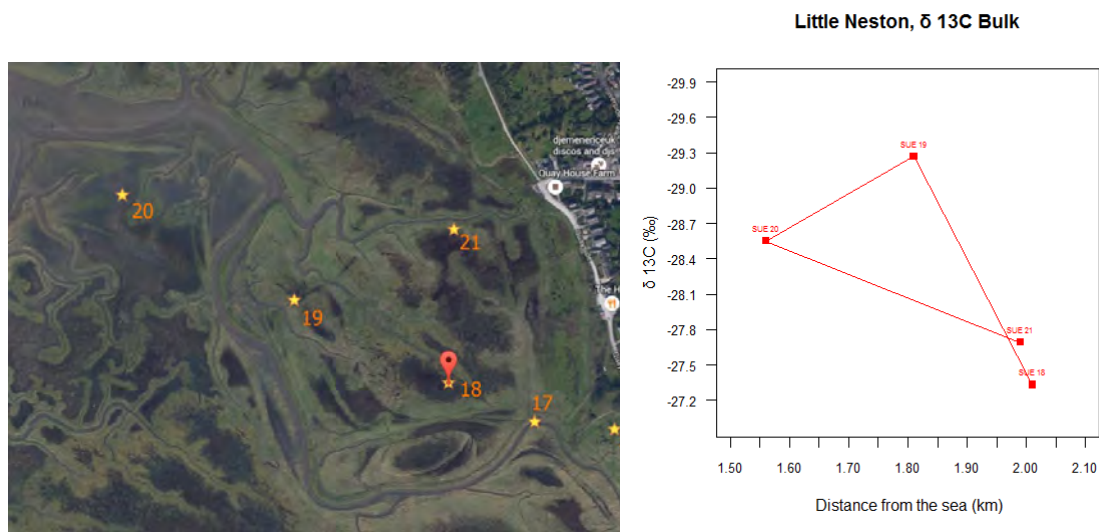 djemenenceuk
discos and djs
Quay House Farm
20
21
19
The H
18
17
Little Neston, δ 13C Bulk
δ 13C (‰)
-29.9
-29.6
-29.3
-29.0
-28.7
-28.4
-28.1
-27.8
-27.5
-27.2
SUE 19
SUE 20
SUE 21
SUE 18
1.50 1.60 1.70 1.80 1.90 2.00 2.10
Distance from the sea (km)